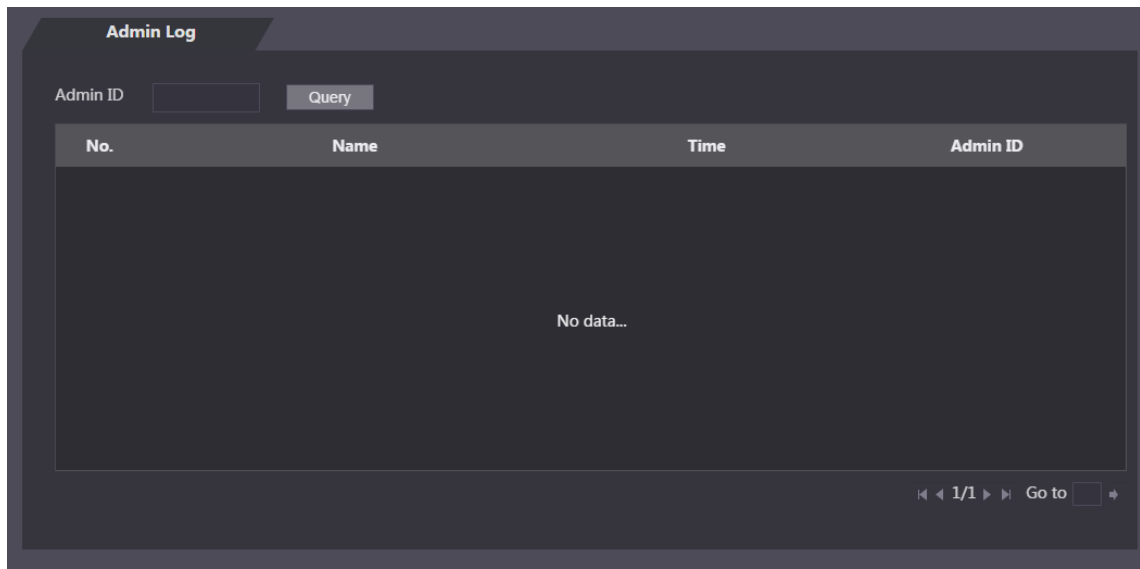 Admin Log
Admin ID Query
No. Name Time Admin ID
No data...
1/1 Go to